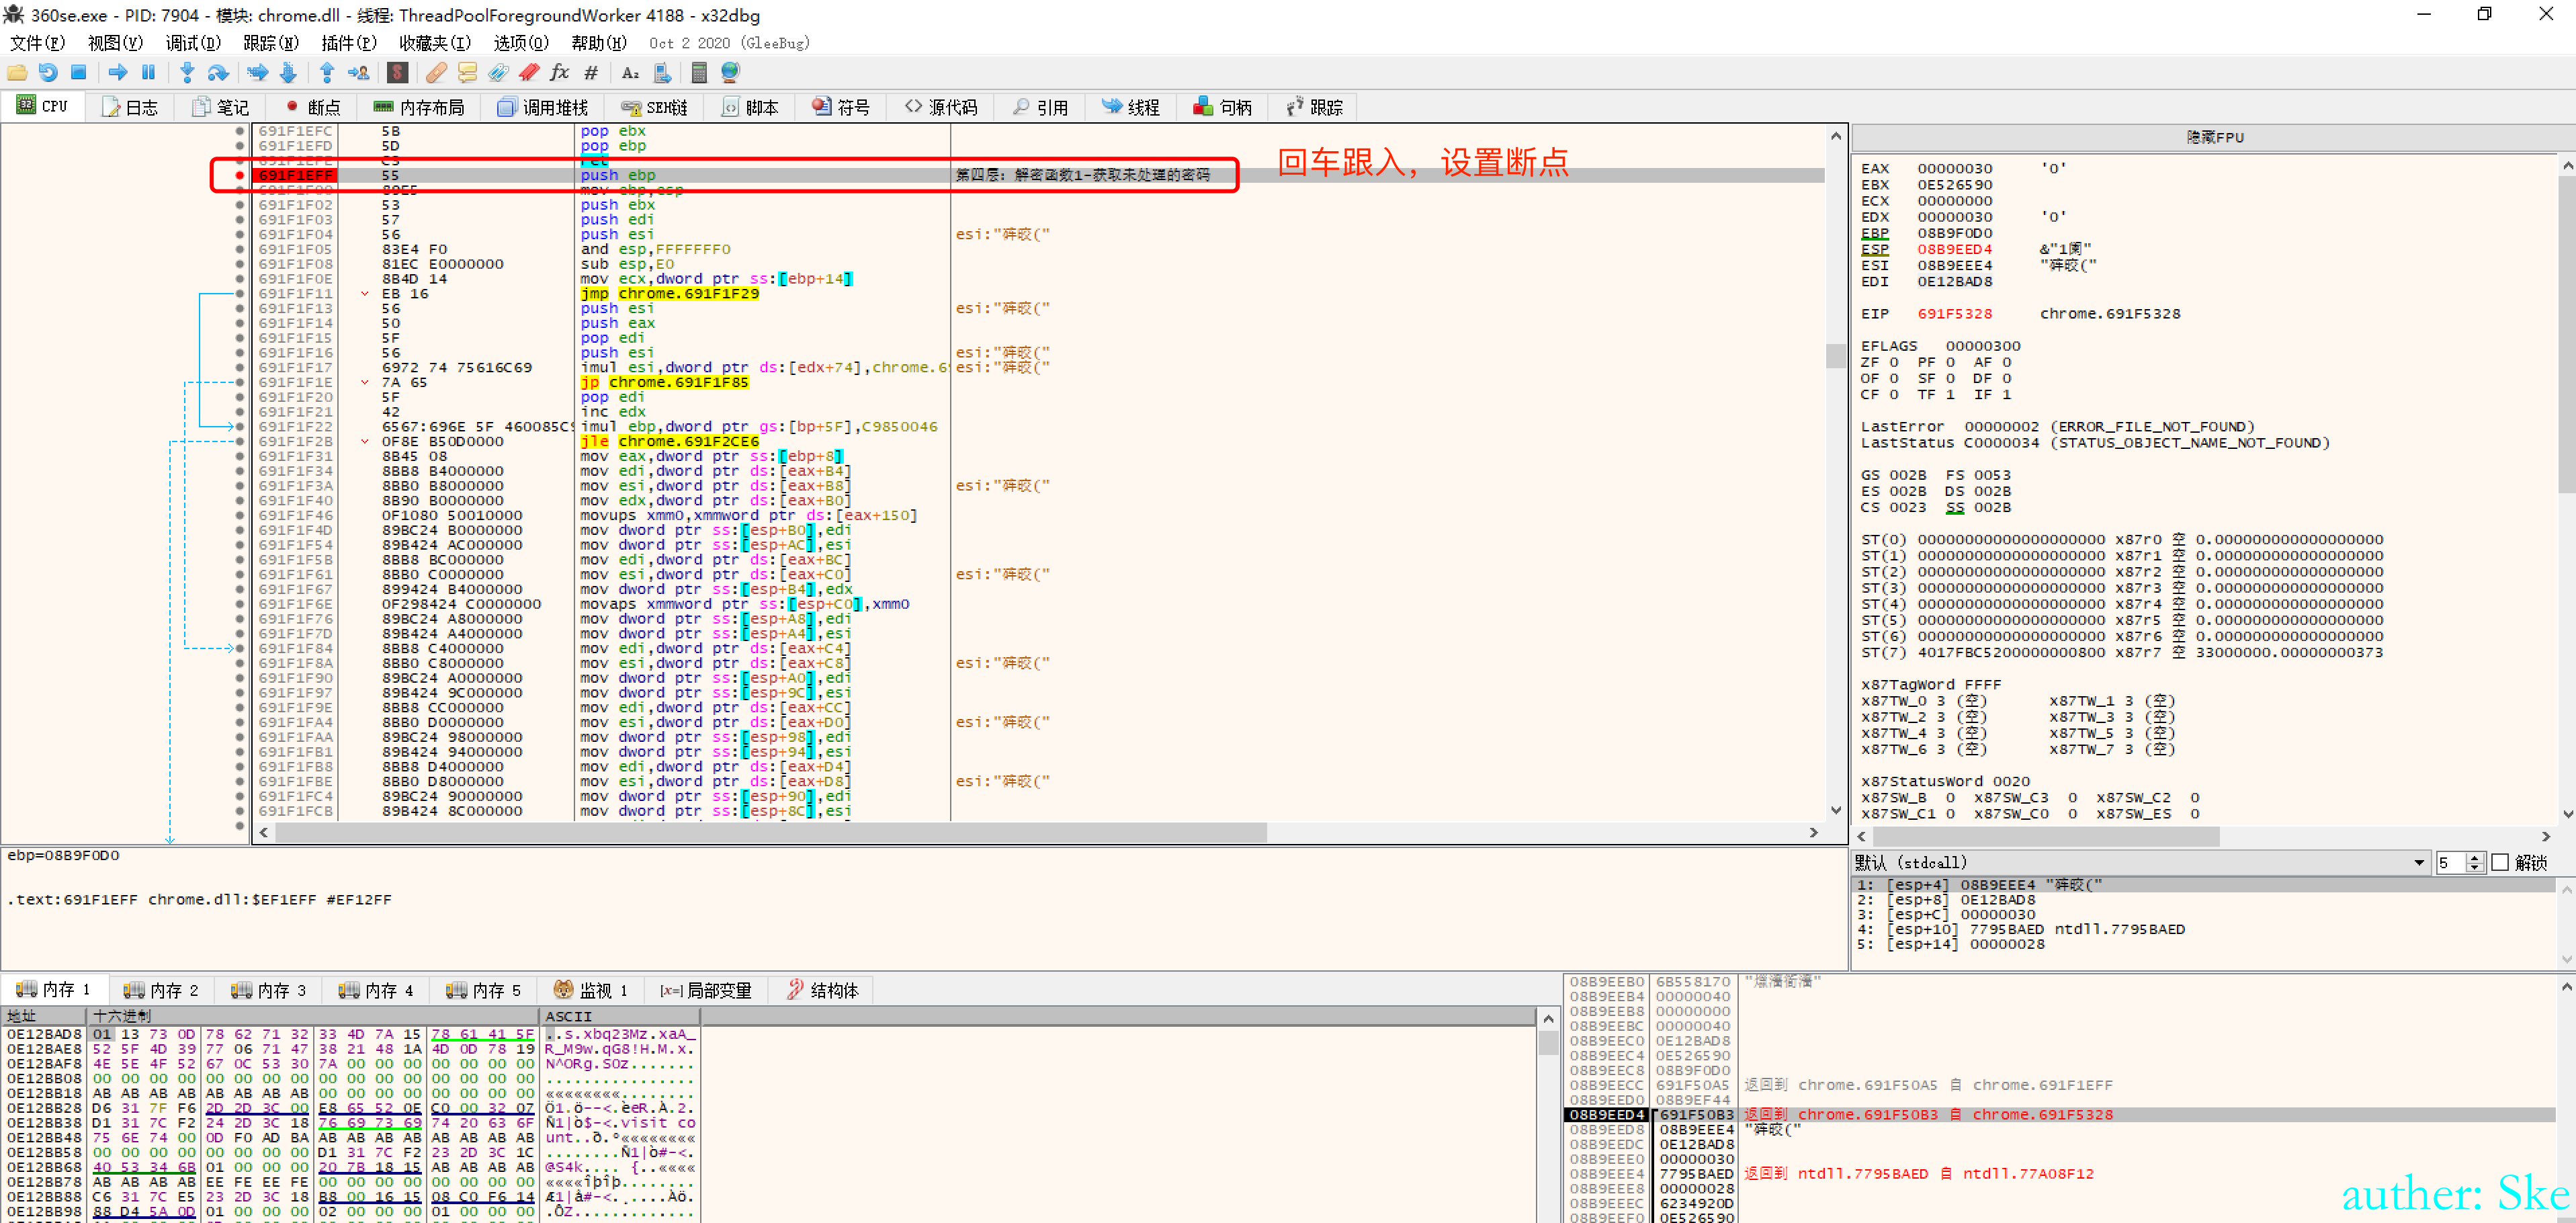 360se.exe - PID: 7904 - 模块: chrome.dll - 线程: ThreadPoolForegroundWorker 4188 - x32dbg
文件(F) 视图(V) 调试(D) 跟踪(N) 插件(P) 收藏夹(I) 选项(O) 帮助(H) Oct 2 2020 (GleeBug)
CPU 日志 笔记 断点 内存布局 调用堆栈 SEH链 脚本 符号 源代码 引用 线程 句柄 跟踪
691F1EFC 5B pop ebx
691F1EFD 5D pop ebp
691F1EFE C3 ret
691F1EFF 55 push ebp 第四层: 解密函数1-获取未处理的密码
回车跟入，设置断点
691F1F00 89E5 mov ebp,esp
691F1F02 53 push ebx
691F1F03 57 push edi
691F1F04 56 push esi
691F1F05 83E4 F0 and esp,FFFFFFF0
691F1F08 81EC E0000000 sub esp,E0
691F1F0E 8B4D 14 mov ecx,dword ptr ss:[ebp+14]
691F1F11 EB 16 jmp chrome.691F1F29
691F1F13 56 push esi
691F1F14 50 push eax
691F1F15 5F pop edi
691F1F16 56 push esi
691F1F17 6972 74 75616C69 imul esi,dword ptr ds:[edx+74],chrome.69
691F1F1E 7A 65 jp chrome.691F1F85
691F1F20 5F pop edi
691F1F21 42 inc edx
691F1F22 6567:696E 5F 460085C9 imul ebp,dword ptr gs:[bp+5F],C9850046
691F1F2B 0F8E B50D0000 jle chrome.691F2CE6
691F1F31 8B45 08 mov eax,dword ptr ss:[ebp+8]
691F1F34 8BB8 B4000000 mov edi,dword ptr ds:[eax+B4]
691F1F3A 8BB0 B8000000 mov esi,dword ptr ds:[eax+B8]
691F1F40 8B90 B0000000 mov edx,dword ptr ds:[eax+B0]
691F1F46 0F1080 50010000 movups xmm0,xmmword ptr ds:[eax+150]
691F1F4D 89BC24 B0000000 mov dword ptr ss:[esp+B0],edi
691F1F54 89B424 AC000000 mov dword ptr ss:[esp+AC],esi
691F1F5B 8BB8 BC000000 mov edi,dword ptr ds:[eax+BC]
691F1F61 8BB0 C0000000 mov esi,dword ptr ds:[eax+C0]
691F1F67 899424 B4000000 mov dword ptr ss:[esp+B4],edx
691F1F6E 0F298424 C0000000 movaps xmmword ptr ss:[esp+C0],xmm0
691F1F76 89BC24 A8000000 mov dword ptr ss:[esp+A8],edi
691F1F7D 89B424 A4000000 mov dword ptr ss:[esp+A4],esi
691F1F84 8BB8 C4000000 mov edi,dword ptr ds:[eax+C4]
691F1F8A 8BB0 C8000000 mov esi,dword ptr ds:[eax+C8]
691F1F90 89BC24 A0000000 mov dword ptr ss:[esp+A0],edi
691F1F97 89B424 9C000000 mov dword ptr ss:[esp+9C],esi
691F1F9E 8BB8 CC000000 mov edi,dword ptr ds:[eax+CC]
691F1FA4 8BB0 D0000000 mov esi,dword ptr ds:[eax+D0]
691F1FAA 89BC24 98000000 mov dword ptr ss:[esp+98],edi
691F1FB1 89B424 94000000 mov dword ptr ss:[esp+94],esi
691F1FB8 8BB8 D4000000 mov edi,dword ptr ds:[eax+D4]
691F1FBE 8BB0 D8000000 mov esi,dword ptr ds:[eax+D8]
691F1FC4 89BC24 90000000 mov dword ptr ss:[esp+90],edi
691F1FCB 89B424 8C000000 mov dword ptr ss:[esp+8C],esi
隐藏FPU
EAX 00000030 '0'
EBX 0E526590
ECX 00000000
EDX 00000030 '0'
EBP 08B9F0D0
ESP 08B9EED4
ESI 08B9EEE4
EDI 0E12BAD8
EIP 691F5328 chrome.691F5328
EFLAGS 00000300
ZF 0 PF 0 AF 0
OF 0 SF 0 DF 0
CF 0 TF 1 IF 1
LastError 00000002 (ERROR_FILE_NOT_FOUND)
LastStatus C0000034 (STATUS_OBJECT_NAME_NOT_FOUND)
GS 002B FS 0053
ES 002B DS 002B
CS 0023 SS 002B
ST(0) 00000000000000000000 x87r0 空 0.000000000000000000
ST(1) 00000000000000000000 x87r1 空 0.000000000000000000
ST(2) 00000000000000000000 x87r2 空 0.000000000000000000
ST(3) 00000000000000000000 x87r3 空 0.000000000000000000
ST(4) 00000000000000000000 x87r4 空 0.000000000000000000
ST(5) 00000000000000000000 x87r5 空 0.000000000000000000
ST(6) 00000000000000000000 x87r6 空 0.000000000000000000
ST(7) 4017FBC5200000000800 x87r7 空 33000000.00000000373
x87TagWord FFFF
x87TW_0 3 (空) x87TW_1 3 (空)
x87TW_2 3 (空) x87TW_3 3 (空)
x87TW_4 3 (空) x87TW_5 3 (空)
x87TW_6 3 (空) x87TW_7 3 (空)
x87StatusWord 0020
x87SW_B 0 x87SW_C3 0 x87SW_C2 0
x87SW_C1 0 x87SW_C0 0 x87SW_ES 0
ebp=08B9F0D0
.text:691F1EFF chrome.dll:$EF1EFF #EF12FF
默认 (stdcall) 5 解锁
1: [esp+4] 08B9EEE4
2: [esp+8] 0E12BAD8
3: [esp+C] 00000030
4: [esp+10] 7795BAED ntdll.7795BAED
5: [esp+14] 00000028
内存 1 内存 2 内存 3 内存 4 内存 5 监视 1 [x=] 局部变量 结构体
地址 十六进制 ASCII
0E12BAD8 01 13 73 0D 78 62 71 32 33 4D 7A 15 78 61 41 5F ..s.xbq23Mz.xaA_
0E12BAE8 52 5F 4D 39 77 06 71 47 38 21 48 1A 4D 0D 78 19 R_M9w.qG8!H.M.x.
0E12BAF8 4E 5E 4F 52 67 0C 53 30 7A 00 00 00 00 00 00 00 N^ORg.S0z.......
0E12BB08 00 00 00 00 00 00 00 00 00 00 00 00 00 00 00 00 ................
0E12BB18 AB AB AB AB AB AB AB AB 00 00 00 00 00 00 00 00 ««««««««........
0E12BB28 D6 31 7F F6 2D 2D 3C 00 E8 65 52 0E C0 00 32 07 Ö1.ö--<.èeR.À.2.
0E12BB38 D1 31 7C F2 24 2D 3C 18 76 69 73 69 74 20 63 6F Ñ1|ò$-<.visit co
0E12BB48 75 6E 74 00 0D F0 AD BA AB AB AB AB AB AB AB AB unt..ð.º««««««««
0E12BB58 00 00 00 00 00 00 00 00 D1 31 7C F2 23 2D 3C 1C ........Ñ1|ò#-<.
0E12BB68 40 53 34 6B 01 00 00 00 20 7B 18 15 AB AB AB AB @S4k.... {..««««
0E12BB78 AB AB AB AB EE FE EE FE 00 00 00 00 00 00 00 00 ««««îþîþ........
0E12BB88 C6 31 7C E5 23 2D 3C 18 B8 00 16 15 08 C0 F6 14 Æ1|å#-<.¸....Àö.
0E12BB98 88 D4 5A 0D 01 00 00 00 02 00 00 00 01 00 00 00 .ÔZ.............
08B9EEB0 6B558170
08B9EEB4 00000040
08B9EEB8 00000000
08B9EEBC 00000040
08B9EEC0 0E12BAD8
08B9EEC4 0E526590
08B9EEC8 08B9F0D0
08B9EECC 691F50A5 返回到 chrome.691F50A5 自 chrome.691F1EFF
08B9EED0 08B9EF44
08B9EED4 691F50B3 返回到 chrome.691F50B3 自 chrome.691F5328
08B9EED8 08B9EEE4
08B9EEDC 0E12BAD8
08B9EEE0 00000030
08B9EEE4 7795BAED 返回到 ntdll.7795BAED 自 ntdll.77A08F12
08B9EEE8 00000028
08B9EEEC 6234920D
08B9EEF0 0E526590
auther: Ske